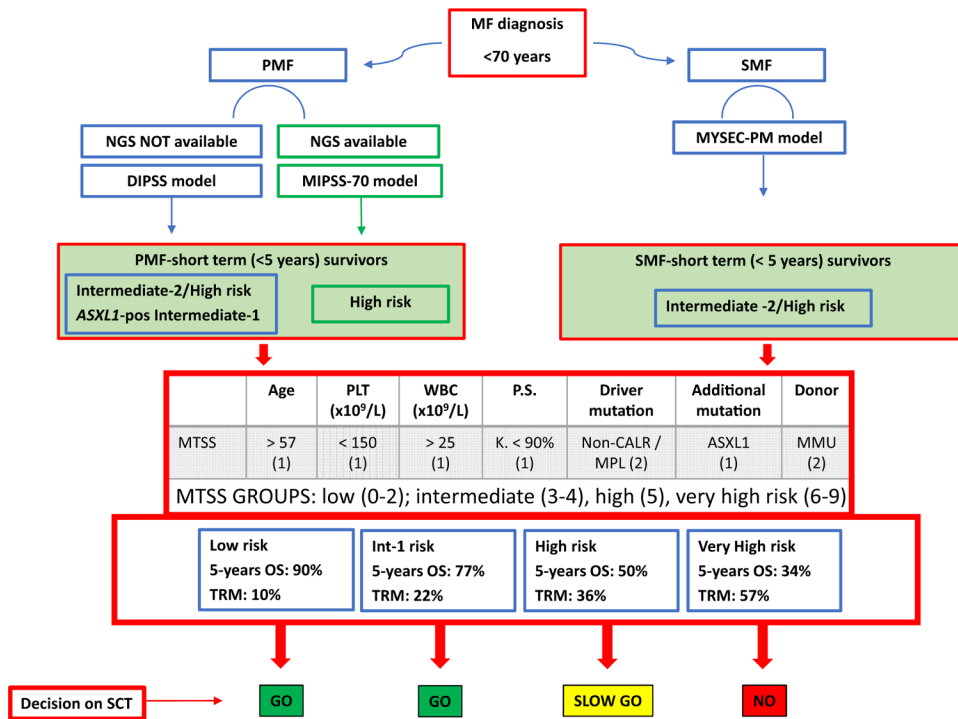 MF diagnosis
<70 years
PMF
SMF
NGS NOT available
NGS available
MYSEC-PM model
DIPSS model
MIPSS-70 model
PMF-short term (<5 years) survivors
Intermediate-2/High risk
ASXL1-pos Intermediate-1
High risk
SMF-short term (< 5 years) survivors
Intermediate -2/High risk
Age PLT WBC P.S. Driver Additional Donor
(x10⁹/L) (x10⁹/L) mutation mutation
MTSS > 57 < 150 > 25 K. < 90% Non-CALR / ASXL1 MMU
(1) (1) (1) (1) MPL (2) (1) (2)
MTSS GROUPS: low (0-2); intermediate (3-4), high (5), very high risk (6-9)
Low risk
5-years OS: 90%
TRM: 10%
Int-1 risk
5-years OS: 77%
TRM: 22%
High risk
5-years OS: 50%
TRM: 36%
Very High risk
5-years OS: 34%
TRM: 57%
Decision on SCT
GO
GO
SLOW GO
NO